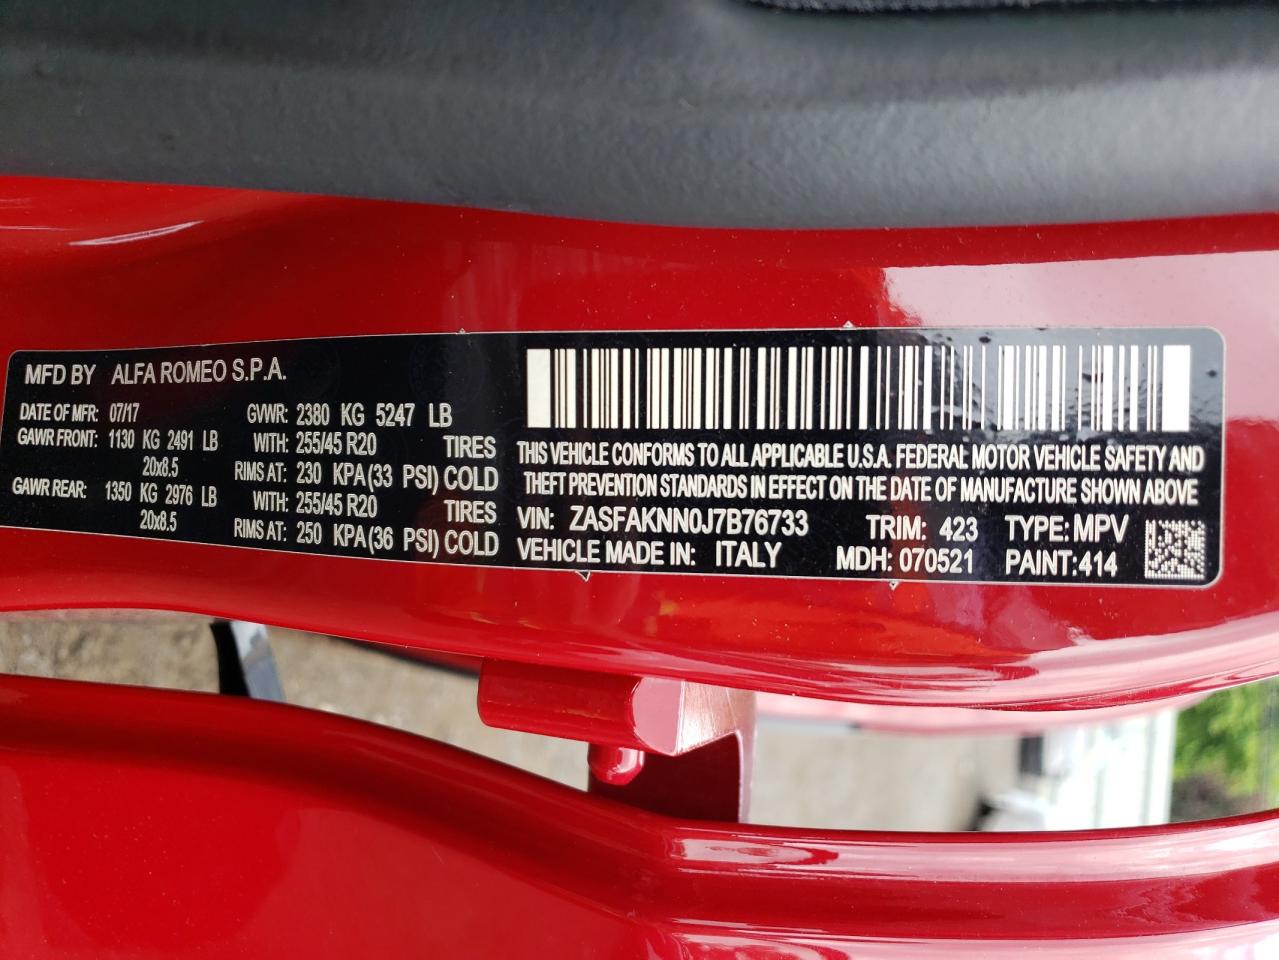 MFD BY ALFA ROMEO S.P.A.
DATE OF MFR: 07/17 GVWR: 2380 KG 5247 LB
GAWR FRONT: 1130 KG 2491 LB WITH: 255/45 R20 TIRES
20x8.5 RIMS AT: 230 KPA(33 PSI) COLD
GAWR REAR: 1350 KG 2976 LB WITH: 255/45 R20 TIRES
20x8.5 RIMS AT: 250 KPA(36 PSI) COLD
THIS VEHICLE CONFORMS TO ALL APPLICABLE U.S.A. FEDERAL MOTOR VEHICLE SAFETY AND
THEFT PREVENTION STANDARDS IN EFFECT ON THE DATE OF MANUFACTURE SHOWN ABOVE
VIN: ZASFAKNN0J7B76733 TRIM: 423 TYPE: MPV
VEHICLE MADE IN: ITALY MDH: 070521 PAINT:414